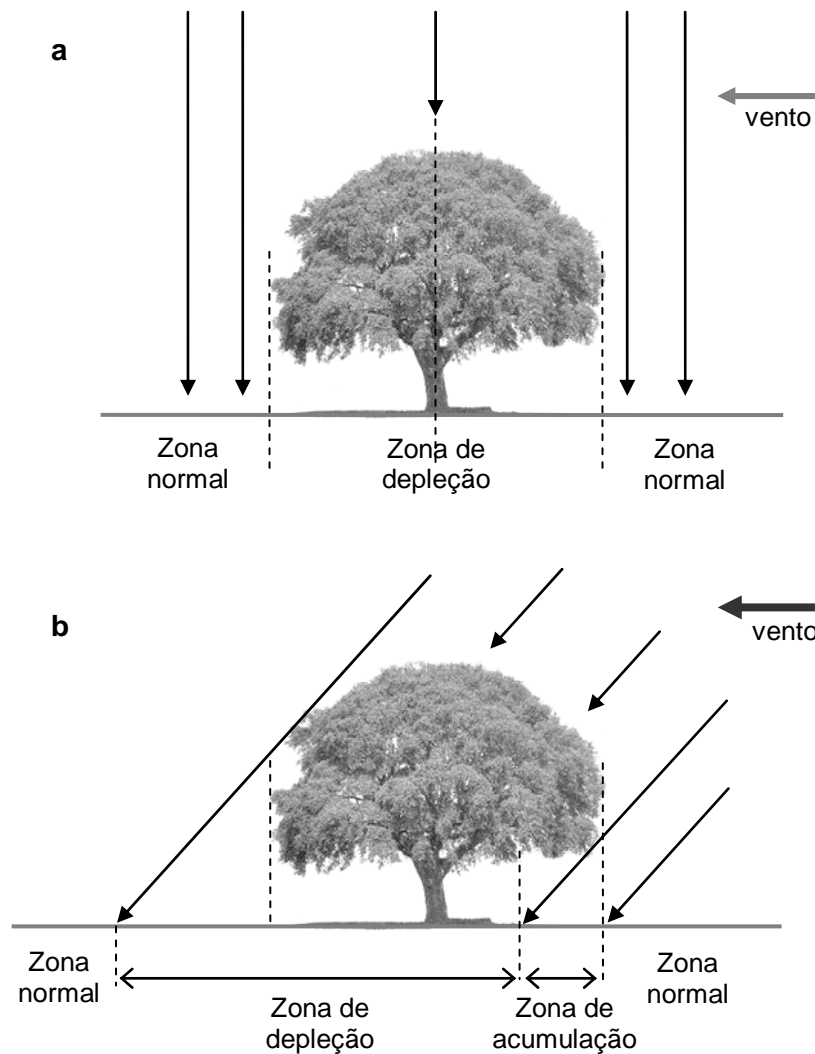 a
vento
Zona
normal
Zona de
depleção
Zona
normal
b
vento
Zona
normal
Zona de
depleção
Zona de
acumulação
Zona
normal